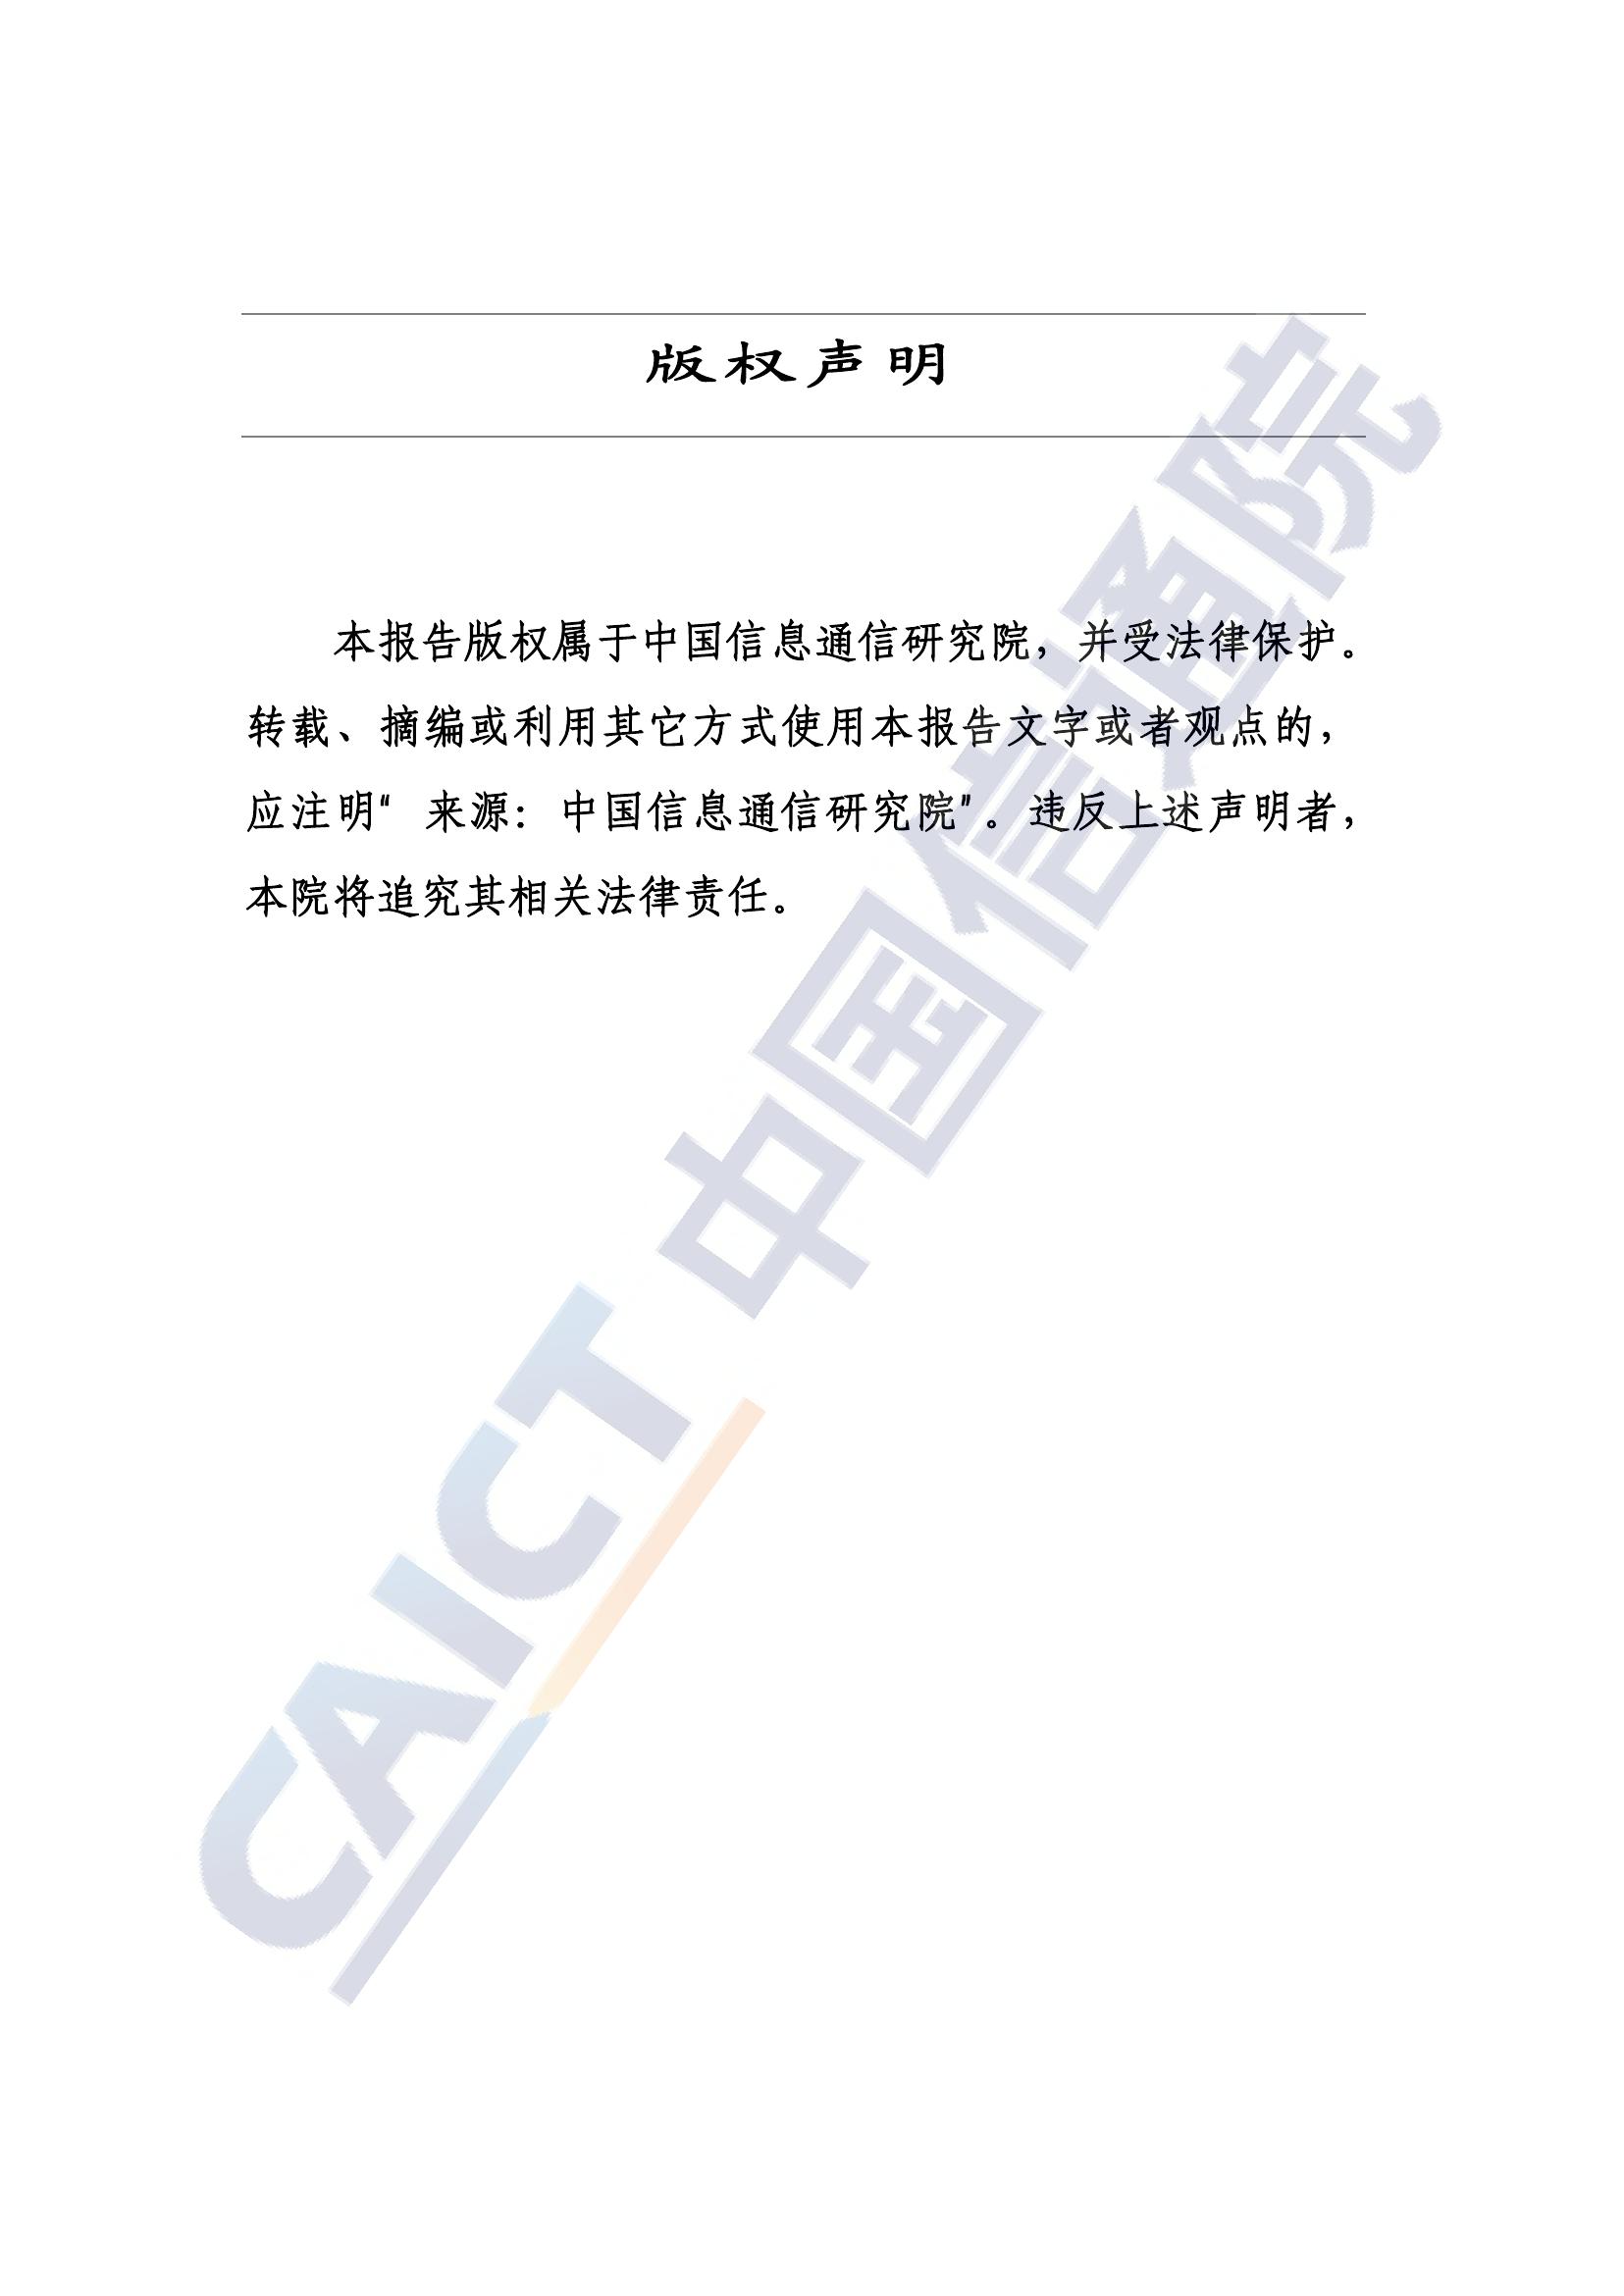 版权声明
本报告版权属于中国信息通信研究院，并受法律保护。
转载、摘编或利用其它方式使用本报告文字或者观点的，
应注明“来源：中国信息通信研究院”。违反上述声明者，
本院将追究其相关法律责任。
CAICT 中国信通院